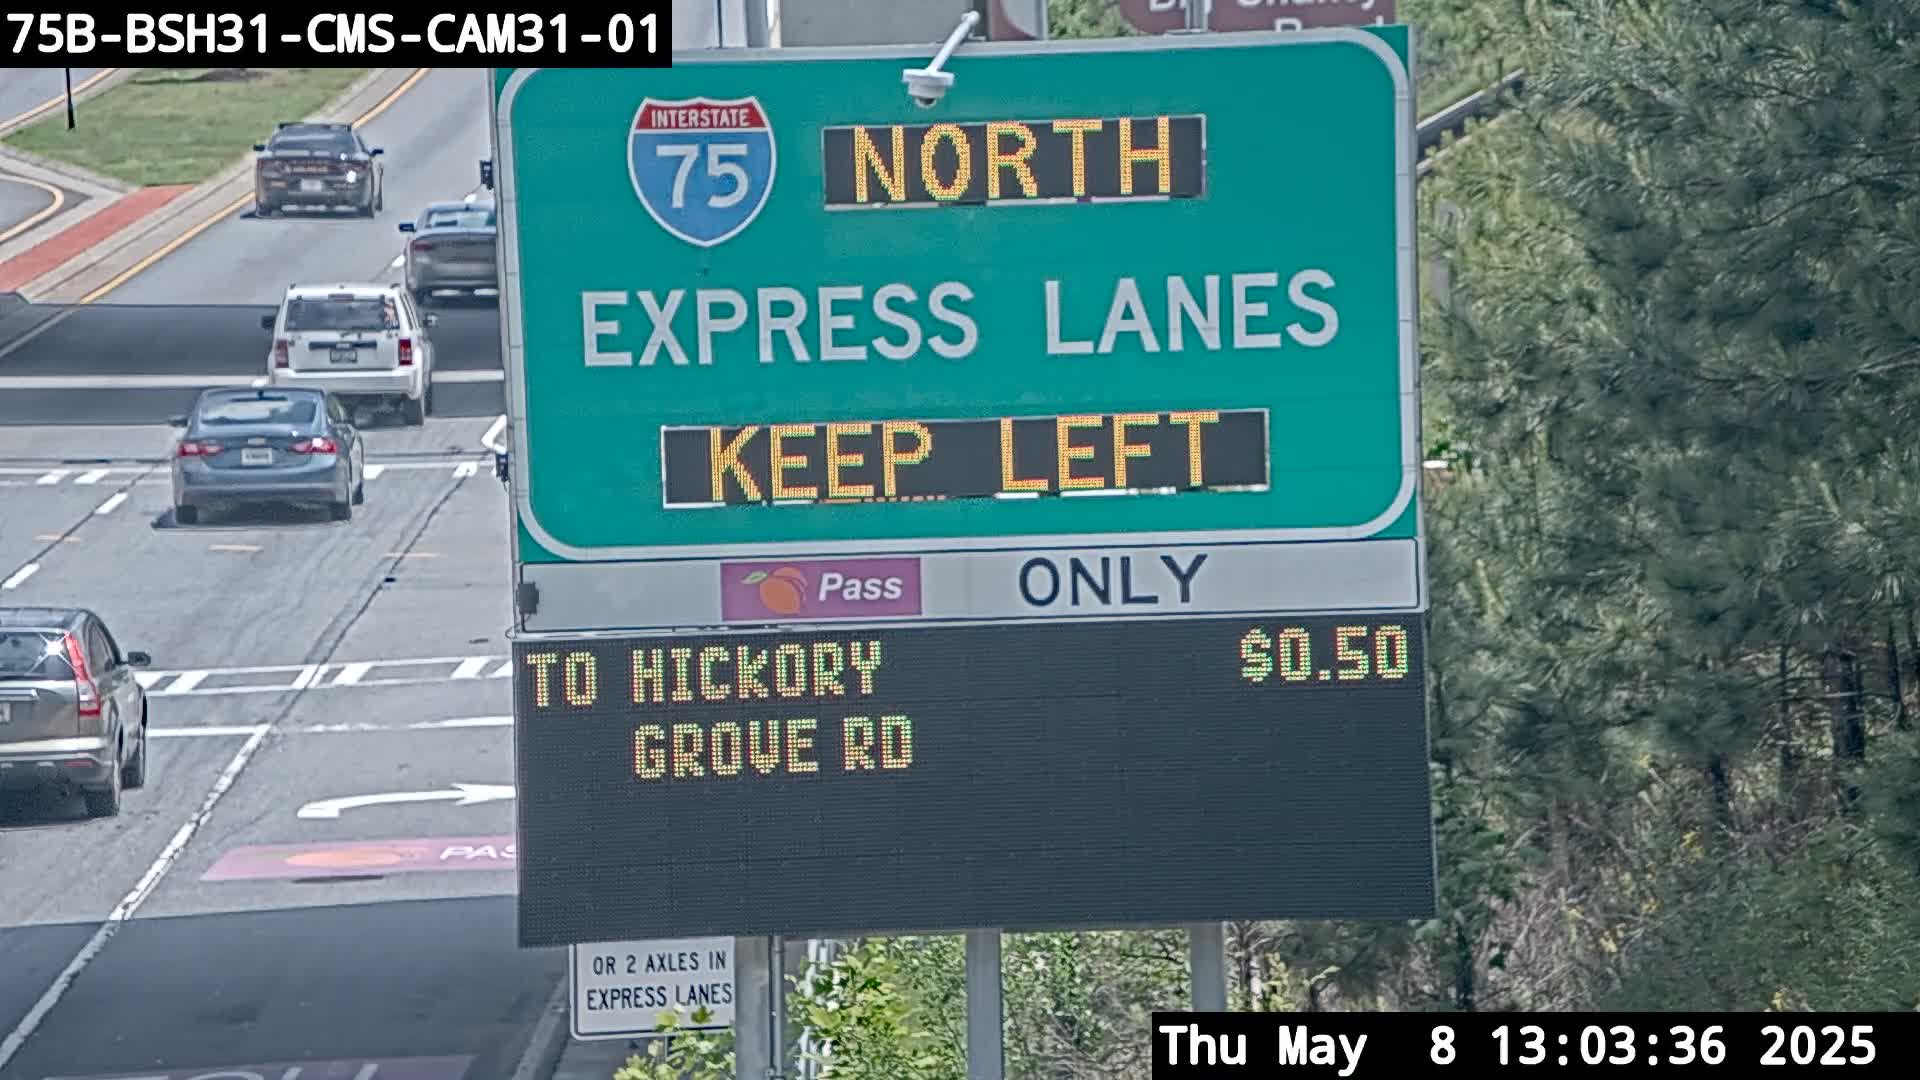 75B-BSH31-CMS-CAM31-01
INTERSTATE
75
NORTH
EXPRESS LANES
KEEP LEFT
Pass
ONLY
TO HICKORY $0.50
GROVE RD
OR 2 AXLES IN
EXPRESS LANES
Thu May 8 13:03:36 2025